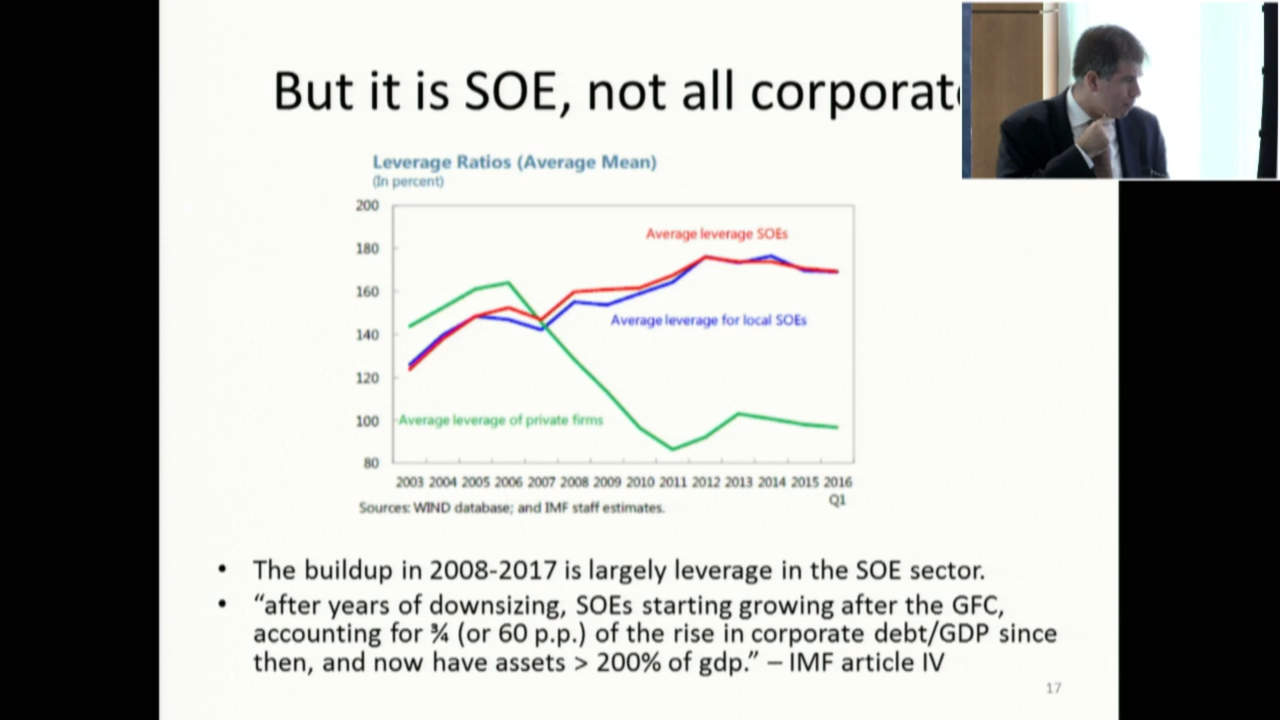 But it is SOE, not all corporate
Leverage Ratios (Average Mean)
(In percent)
200
180
160
140
120
100
80
Average leverage SOEs
Average leverage for local SOEs
Average leverage of private firms
2003 2004 2005 2006 2007 2008 2009 2010 2011 2012 2013 2014 2015 2016
Q1
Sources: WIND database; and IMF staff estimates.
• The buildup in 2008-2017 is largely leverage in the SOE sector.
• “after years of downsizing, SOEs starting growing after the GFC,
accounting for ¾ (or 60 p.p.) of the rise in corporate debt/GDP since
then, and now have assets > 200% of gdp.” – IMF article IV
17